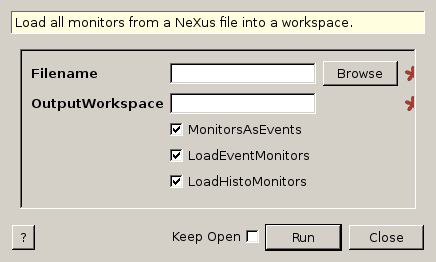 Load all monitors from a NeXus file into a workspace.
Filename Browse
OutputWorkspace
MonitorsAsEvents
LoadEventMonitors
LoadHistoMonitors
? Keep Open Run Close